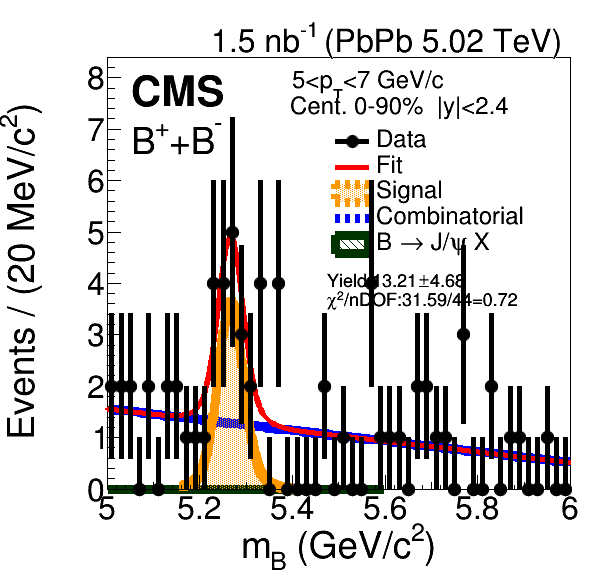 1.5 nb⁻¹ (PbPb 5.02 TeV)
CMS
B⁺+B⁻
5<p_T<7 GeV/c
Cent. 0-90% |y|<2.4
Data
Fit
Signal
Combinatorial
B → J/ψ X
Yield:13.21±4.68
χ²/nDOF:31.59/44=0.72
Events / (20 MeV/c²)
8
7
6
5
4
3
2
1
0
5 5.2 5.4 5.6 5.8 6
m_B (GeV/c²)